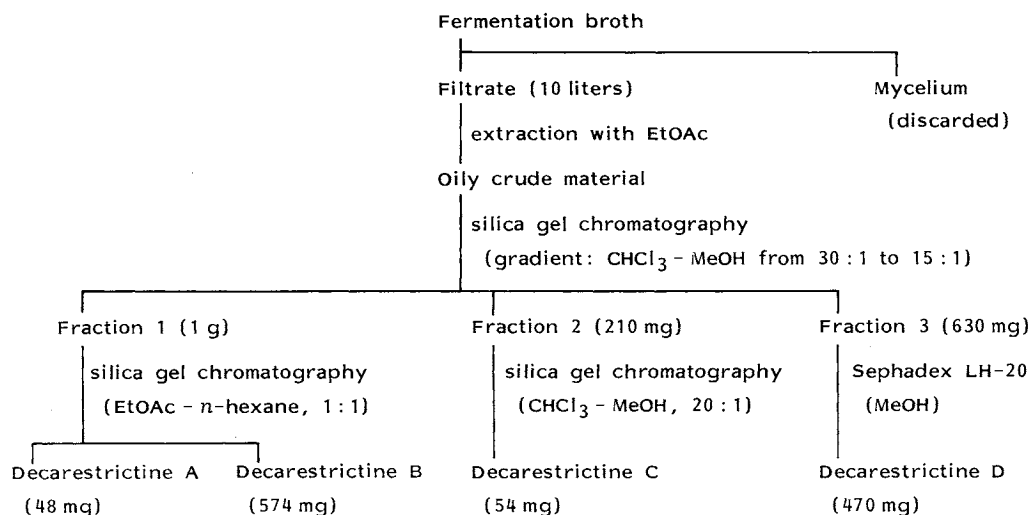 Fermentation broth
Filtrate (10 liters)
Mycelium
(discarded)
extraction with EtOAc
Oily crude material
silica gel chromatography
(gradient: CHCl3 – MeOH from 30 : 1 to 15 : 1)
Fraction 1 (1 g)
Fraction 2 (210 mg)
Fraction 3 (630 mg)
silica gel chromatography
(EtOAc – n-hexane, 1 : 1)
silica gel chromatography
(CHCl3 – MeOH, 20 : 1)
Sephadex LH-20
(MeOH)
Decarestrictine A
(48 mg)
Decarestrictine B
(574 mg)
Decarestrictine C
(54 mg)
Decarestrictine D
(470 mg)